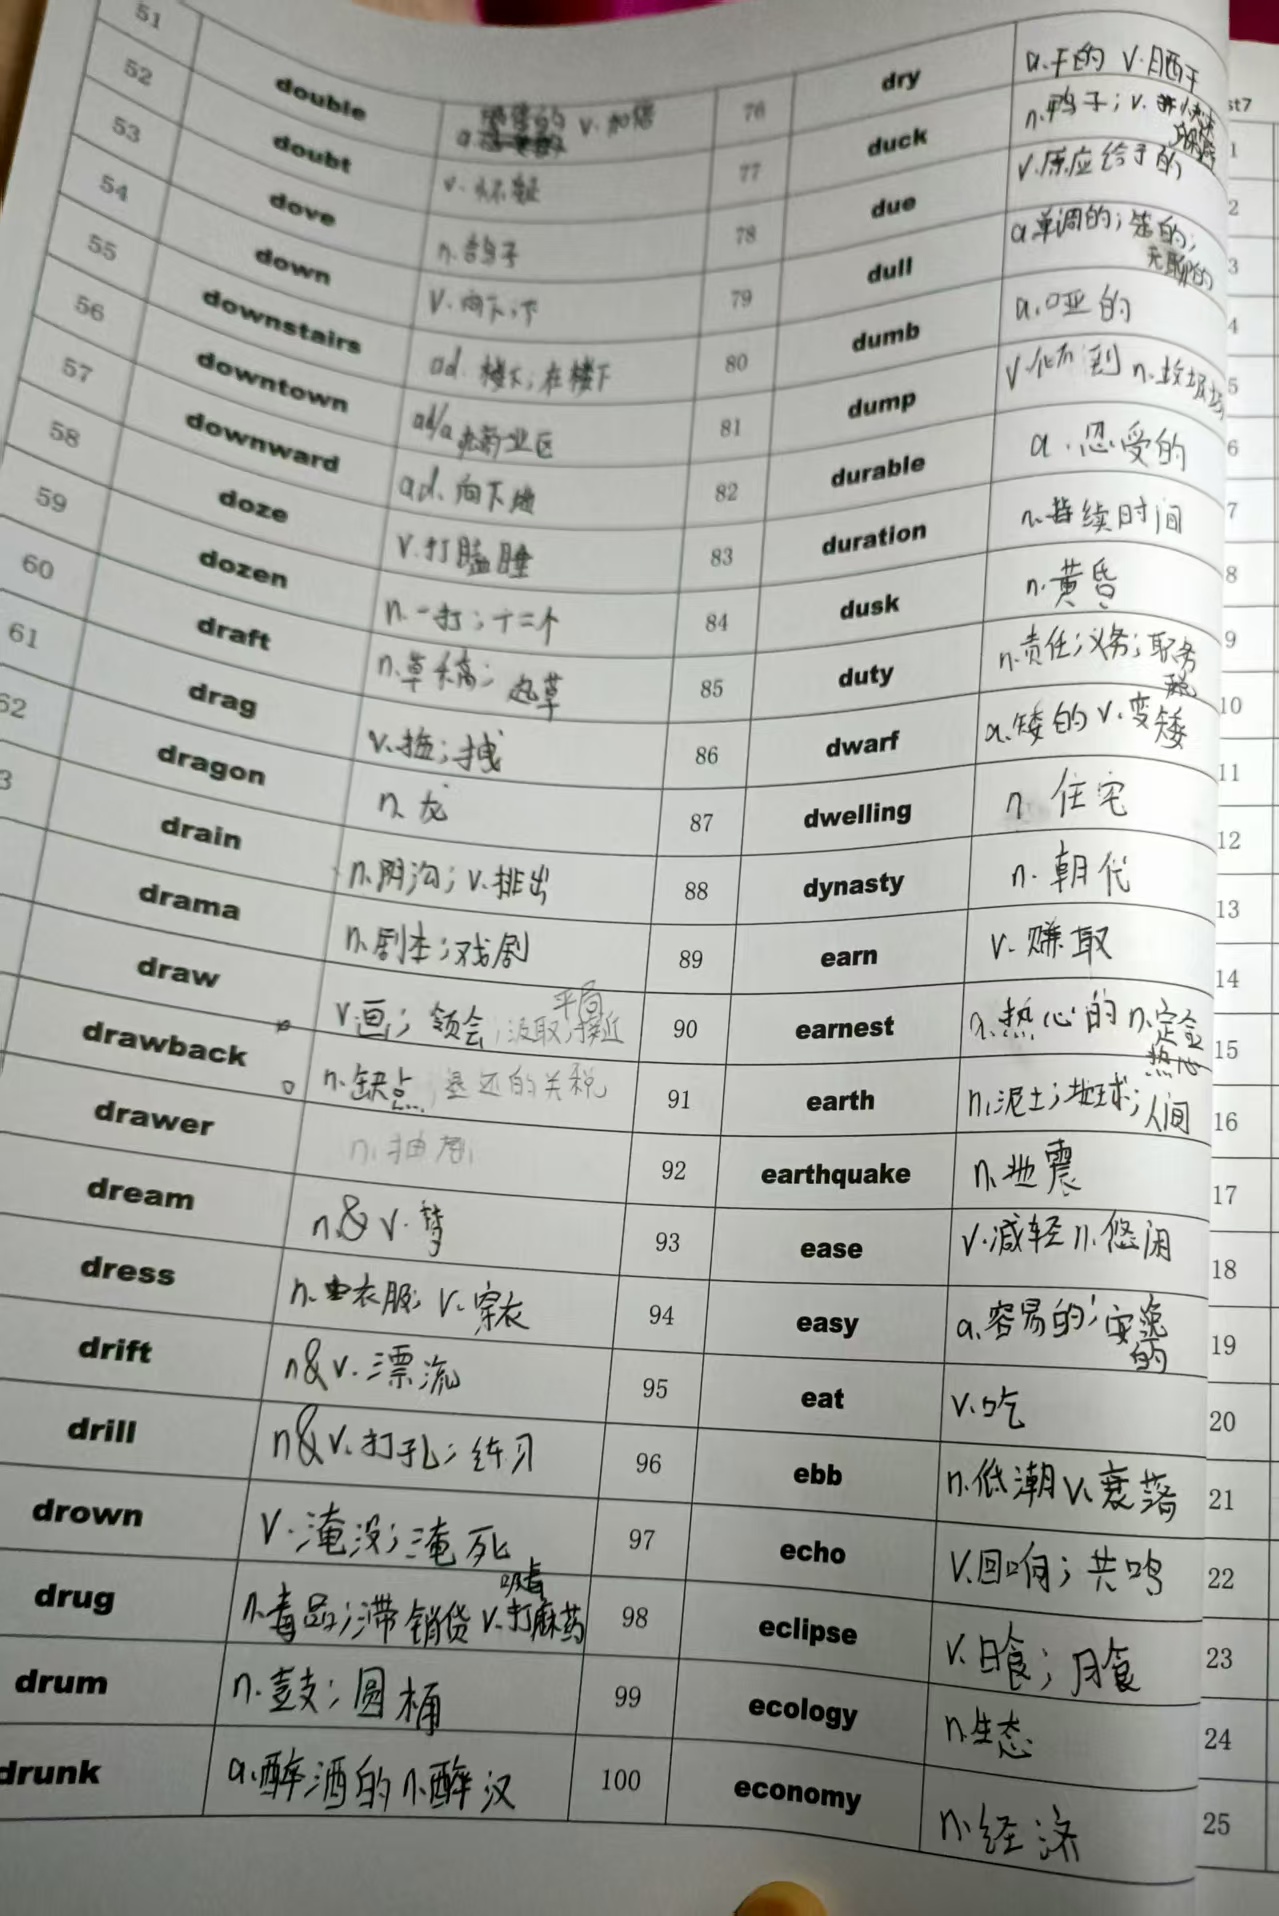 51 double a. 双倍的 v. 加倍 76 dry a.干的 v.晒干
52 doubt v. 怀疑 77 duck n.鸭子; v.
53 dove n.鸽子 78 due v.原应给予的
54 down v. 向下,下 79 dull a.单调的; 笨的; 无聊的
55 downstairs ad. 楼下; 在楼下 80 dumb a.哑的
56 downtown ad/a 业区 81 dump v. 倒 n.垃圾场
57 downward ad. 向下地 82 durable a. 忍受的
58 doze v.打瞌睡 83 duration n.持续时间
59 dozen n.一打; 十二个 84 dusk n.黄昏
60 draft n.草稿; 起草 85 duty n.责任; 义务; 职务 税
61 drag v.拖; 拽 86 dwarf a.矮的 v.变矮
62 dragon n.龙 87 dwelling n. 住宅
3 drain n.阴沟; v.排出 88 dynasty n. 朝代
drama n.剧本; 戏剧 89 earn v. 赚取
draw v.画; 领会; 汲取; 接近 平局 90 earnest a.热心的 n.定金 热心
drawback n.缺点; 退还的关税 91 earth n.泥土; 地球; 人间
drawer n.抽屉 92 earthquake n.地震
dream n.& v. 梦 93 ease v.减轻 n.悠闲
dress n. 衣服; v. 穿衣 94 easy a.容易的; 安逸的
drift n& v. 漂流 95 eat v.吃
drill n& v. 打孔; 练习 96 ebb n.低潮 v.衰落
drown v. 淹没; 淹死 97 echo v.回响; 共鸣
drug n.毒品; 滞销货 v.打麻药 吸毒 98 eclipse v.日食; 月食
drum n.鼓; 圆桶 99 ecology n.生态
drunk a.醉酒的 n.醉汉 100 economy n.经济
st7
1
2
3
4
5
6
7
8
9
10
11
12
13
14
15
16
17
18
19
20
21
22
23
24
25